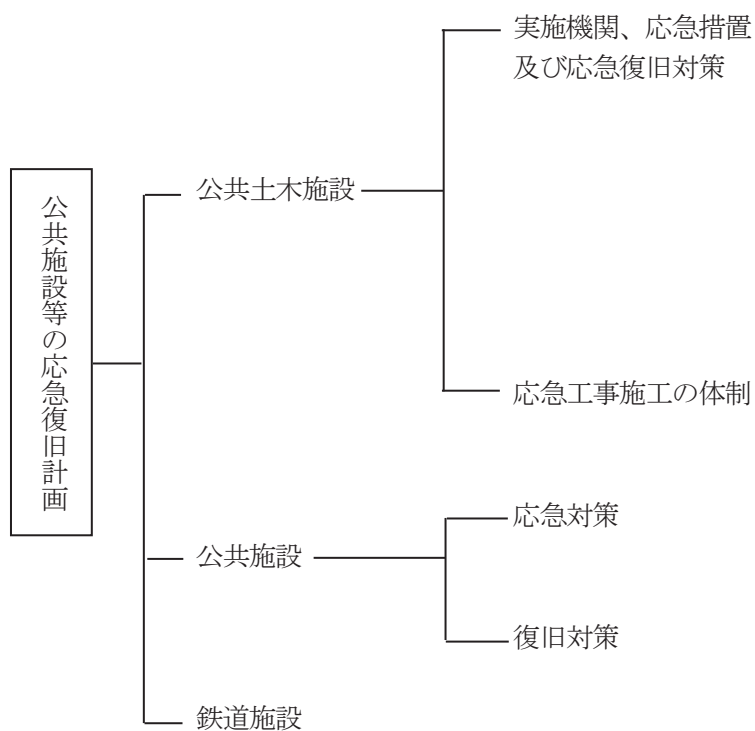 公共施設等の応急復旧計画
公共土木施設
実施機関、応急措置
及び応急復旧対策
応急工事施工の体制
公共施設
応急対策
復旧対策
鉄道施設